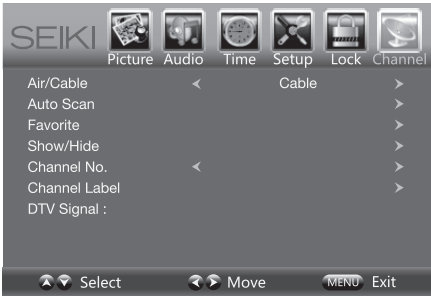 SEIKI
Picture Audio Time Setup Lock Channel
Air/Cable Cable
Auto Scan
Favorite
Show/Hide
Channel No.
Channel Label
DTV Signal :
Select Move MENU Exit